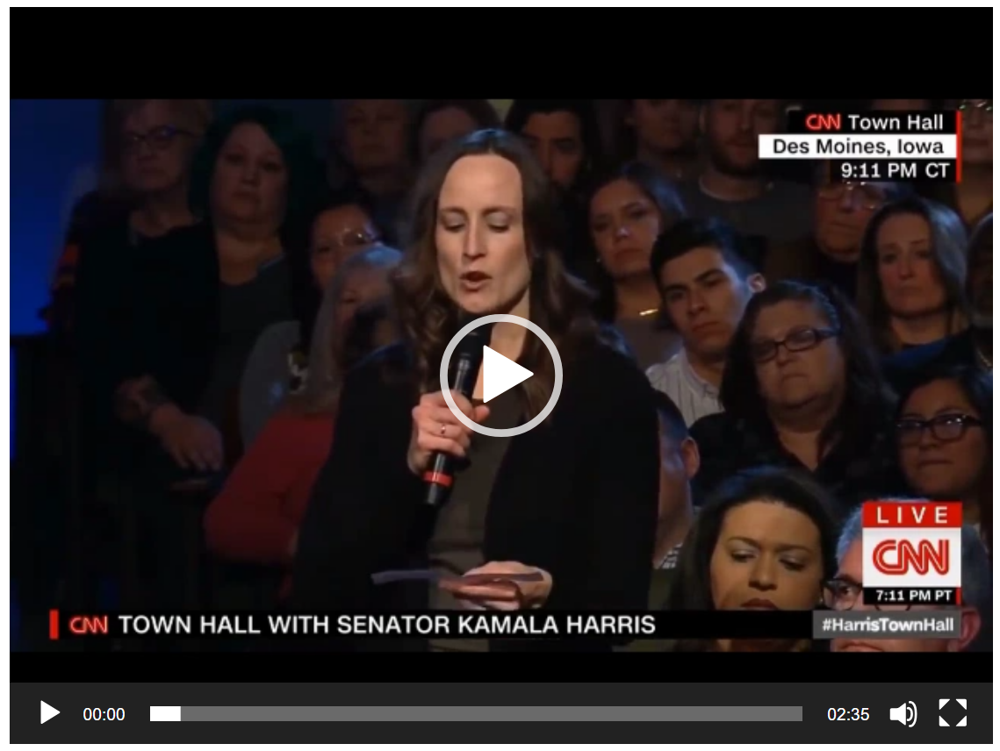 CNN Town Hall
Des Moines, Iowa
9:11 PM CT
LIVE
CNN
7:11 PM PT
CNN TOWN HALL WITH SENATOR KAMALA HARRIS
#HarrisTownHall
00:00
02:35